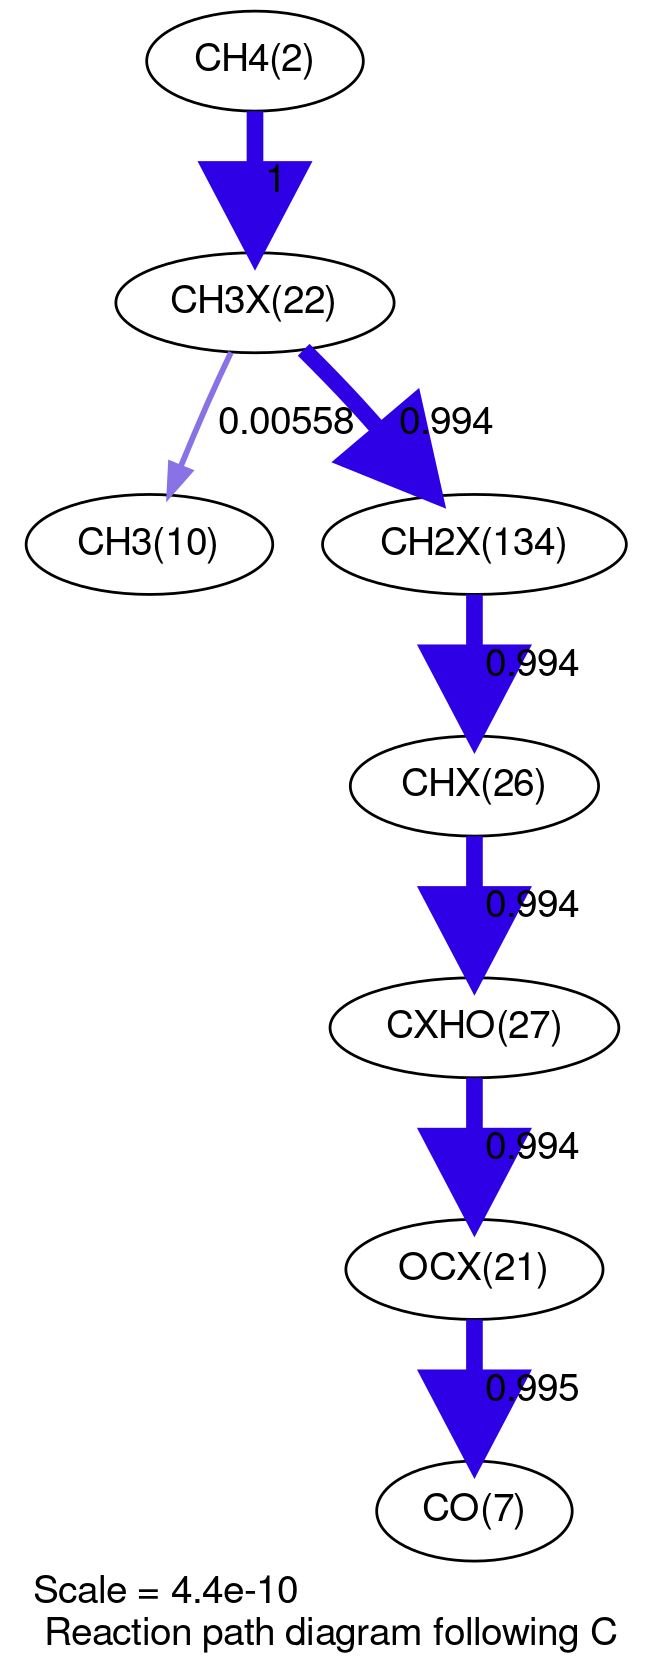 CH4(2)
1
CH3X(22)
0.00558
0.994
CH3(10)
CH2X(134)
0.994
CHX(26)
0.994
CXHO(27)
0.994
OCX(21)
0.995
CO(7)
Scale = 4.4e-10
Reaction path diagram following C